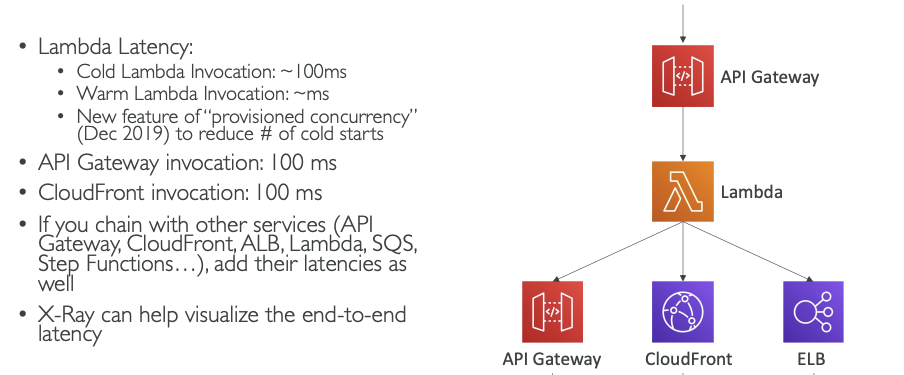 • Lambda Latency:
• Cold Lambda Invocation: ~100ms
• Warm Lambda Invocation: ~ms
• New feature of “provisioned concurrency”
(Dec 2019) to reduce # of cold starts
• API Gateway invocation: 100 ms
• CloudFront invocation: 100 ms
• If you chain with other services (API
Gateway, CloudFront, ALB, Lambda, SQS,
Step Functions…), add their latencies as
well
• X-Ray can help visualize the end-to-end
latency
API Gateway
Lambda
API Gateway
CloudFront
ELB